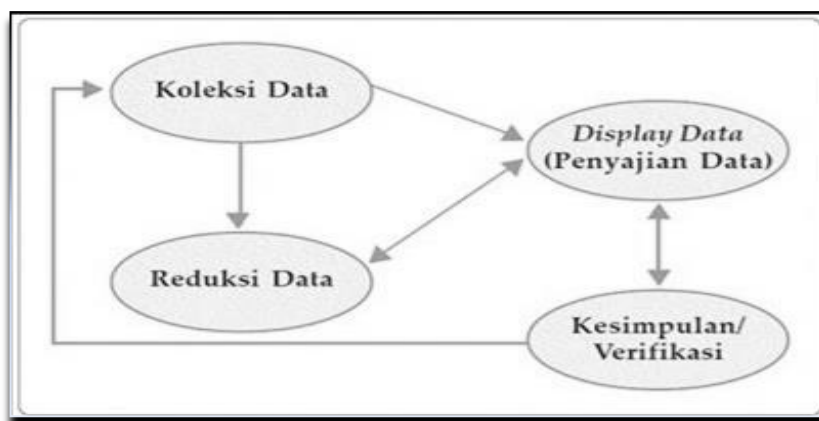 Koleksi Data
Display Data
(Penyajian Data)
Reduksi Data
Kesimpulan/
Verifikasi